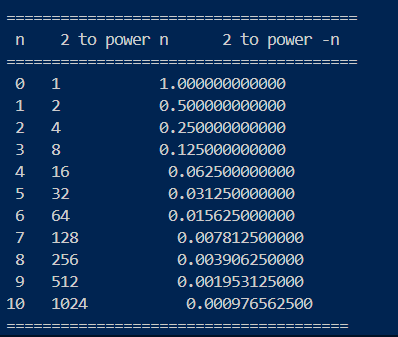 =======================================
 n    2 to power n      2 to power -n
=======================================
 0   1           1.000000000000
 1   2           0.500000000000
 2   4           0.250000000000
 3   8           0.125000000000
 4   16           0.062500000000
 5   32           0.031250000000
 6   64           0.015625000000
 7   128           0.007812500000
 8   256           0.003906250000
 9   512           0.001953125000
10   1024           0.000976562500
======================================